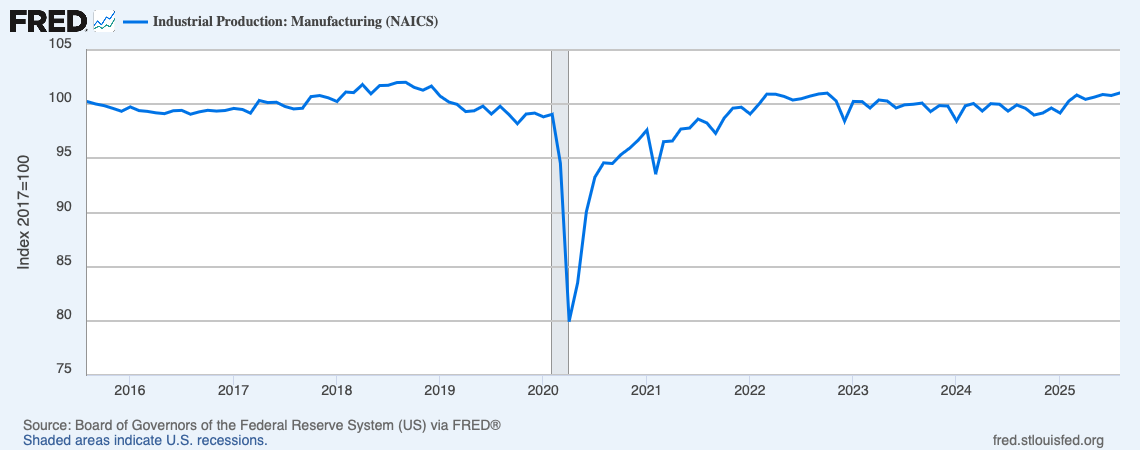 FRED Industrial Production: Manufacturing (NAICS)
105
100
95
90
85
80
75
Index 2017=100
2016 2017 2018 2019 2020 2021 2022 2023 2024 2025
Source: Board of Governors of the Federal Reserve System (US) via FRED®
Shaded areas indicate U.S. recessions.
fred.stlouisfed.org